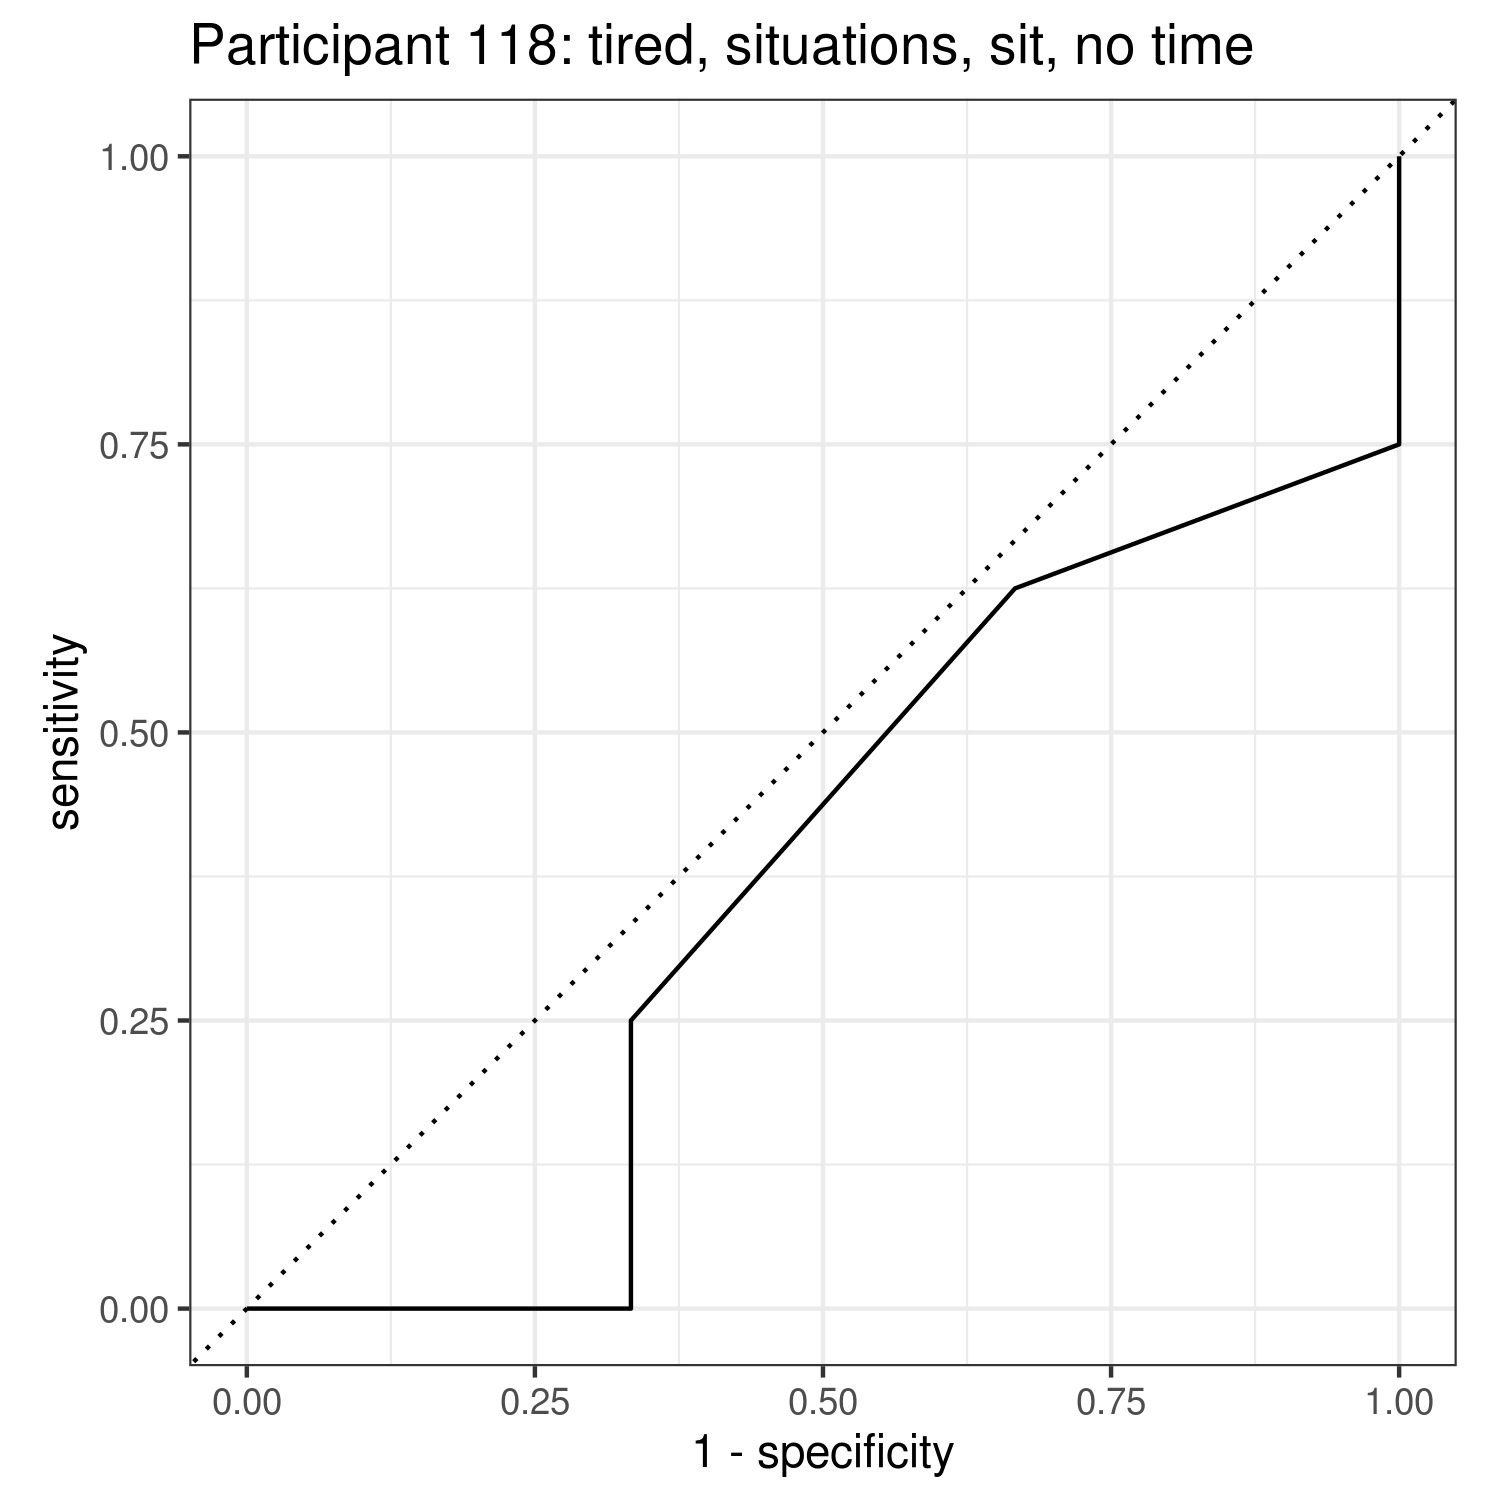 Participant 118: tired, situations, sit, no time
1.00
0.75
0.50
0.25
0.00
sensitivity
0.00 0.25 0.50 0.75 1.00
1 - specificity